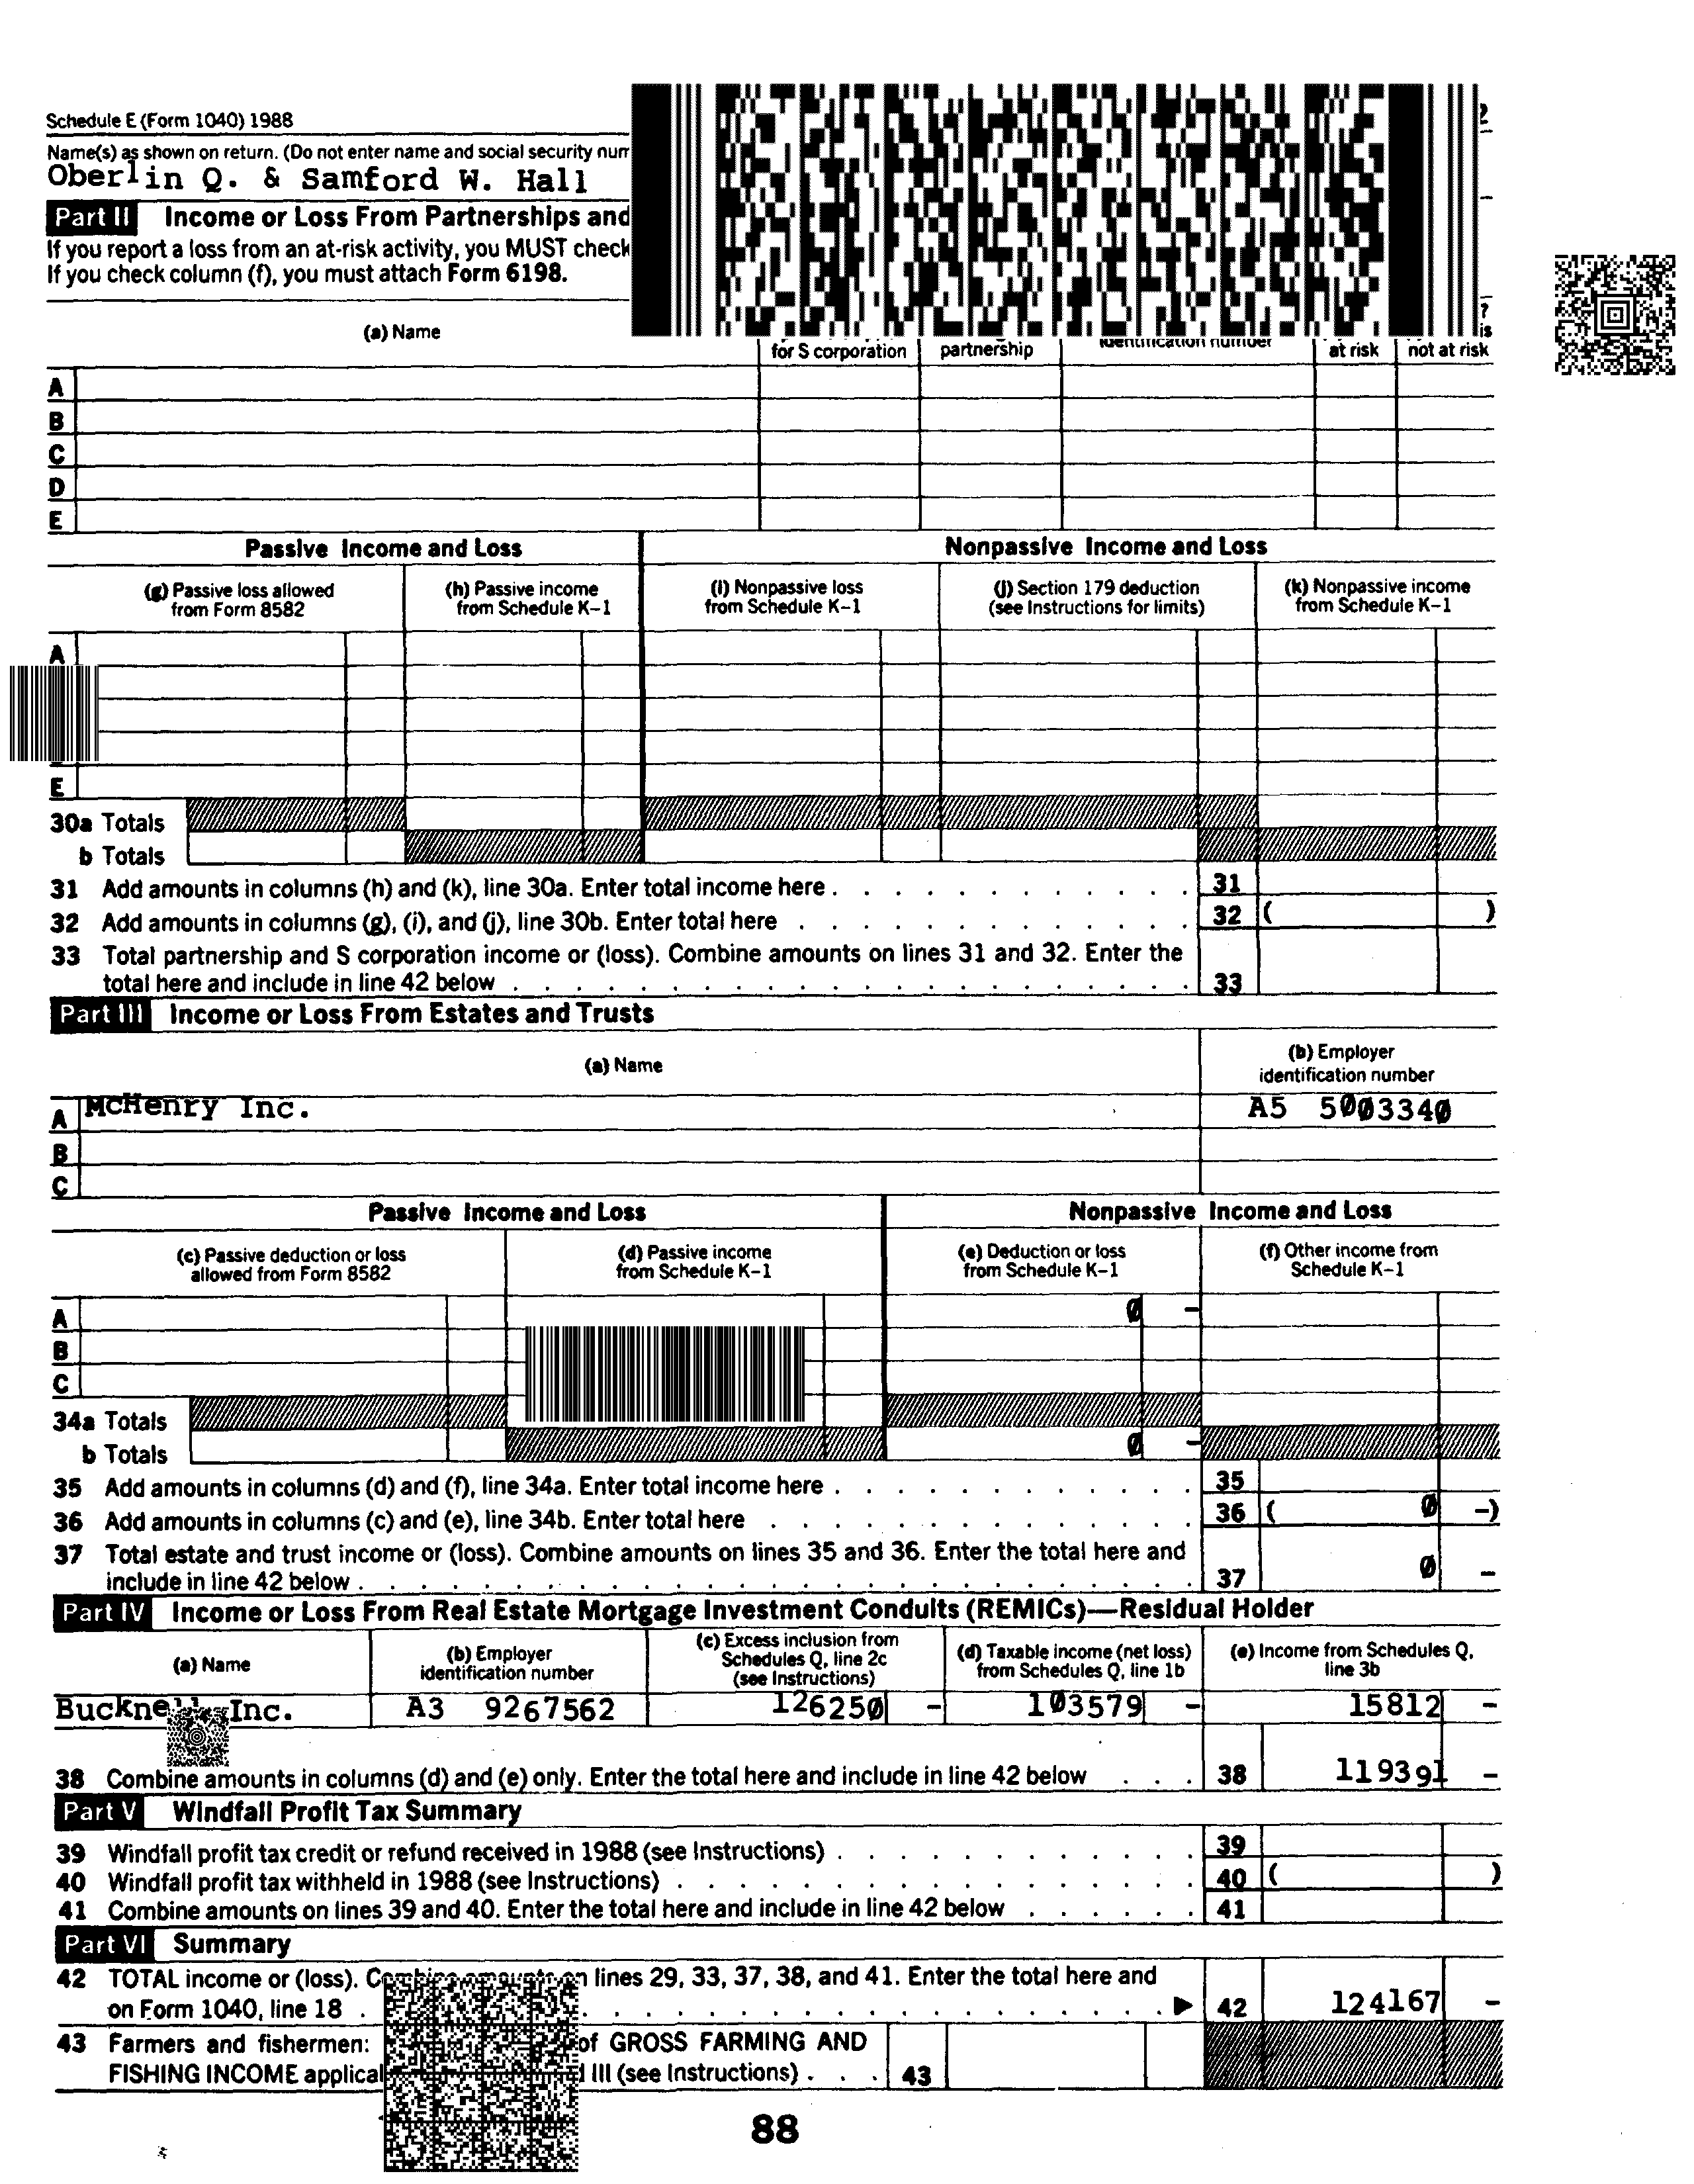 Schedule E (Form 1040) 1988
Name(s) as shown on return. (Do not enter name and social security
Oberlin Q. & Samford W. Hall
Part II Income or Loss From Partnerships and
If you report a loss from an at-risk activity, you MUST check
If you check column (f), you must attach Form 6198.
(a) Name
for S corporation partnership identification number at risk not at risk
A
B
C
D
E
Passive Income and Loss Nonpassive Income and Loss
(g) Passive loss allowed from Form 8582
(h) Passive income from Schedule K-1
(i) Nonpassive loss from Schedule K-1
(j) Section 179 deduction (see Instructions for limits)
(k) Nonpassive income from Schedule K-1
A
E
30a Totals
b Totals
31 Add amounts in columns (h) and (k), line 30a. Enter total income here . . . . . . . . . . . . 31
32 Add amounts in columns (g), (i), and (j), line 30b. Enter total here . . . . . . . . . . . . . 32 ( )
33 Total partnership and S corporation income or (loss). Combine amounts on lines 31 and 32. Enter the
total here and include in line 42 below . . . . . . . . . . . . . . . . . . . . . . 33
Part III Income or Loss From Estates and Trusts
(a) Name
(b) Employer identification number
A McHenry Inc. A5 5003340
B
C
Passive Income and Loss Nonpassive Income and Loss
(c) Passive deduction or loss allowed from Form 8582
(d) Passive income from Schedule K-1
(e) Deduction or loss from Schedule K-1
(f) Other income from Schedule K-1
A 0 -
B
C
34a Totals
b Totals 0 -
35 Add amounts in columns (d) and (f), line 34a. Enter total income here . . . . . . . . . . . . 35
36 Add amounts in columns (c) and (e), line 34b. Enter total here . . . . . . . . . . . . . . 36 ( 0 -)
37 Total estate and trust income or (loss). Combine amounts on lines 35 and 36. Enter the total here and
include in line 42 below . . . . . . . . . . . . . . . . . . . . . . . . . . . 37 0 -
Part IV Income or Loss From Real Estate Mortgage Investment Conduits (REMICs)—Residual Holder
(a) Name
(b) Employer identification number
(c) Excess inclusion from Schedules Q, line 2c (see Instructions)
(d) Taxable income (net loss) from Schedules Q, line 1b
(e) Income from Schedules Q, line 3b
Bucknell Inc. A3 9267562 126250 - 103579 - 15812 -
38 Combine amounts in columns (d) and (e) only. Enter the total here and include in line 42 below . . . 38 119391 -
Part V Windfall Profit Tax Summary
39 Windfall profit tax credit or refund received in 1988 (see Instructions) . . . . . . . . . . . . 39
40 Windfall profit tax withheld in 1988 (see Instructions) . . . . . . . . . . . . . . . . . 40 ( )
41 Combine amounts on lines 39 and 40. Enter the total here and include in line 42 below . . . . . . 41
Part VI Summary
42 TOTAL income or (loss). Combine amounts on lines 29, 33, 37, 38, and 41. Enter the total here and
on Form 1040, line 18 . . . . . . . . . . . . . . . . . . . ▶ 42 124167 -
43 Farmers and fishermen: of GROSS FARMING AND
FISHING INCOME III (see Instructions) . . . 43
88